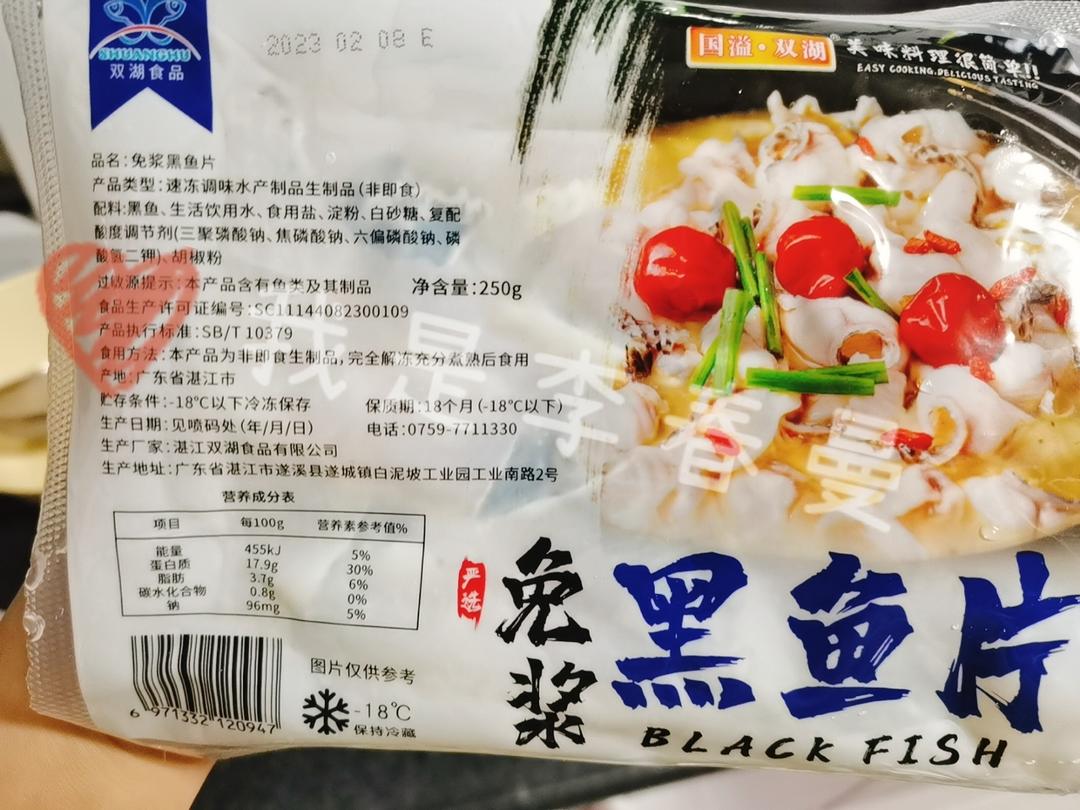 SHUANGHU
双湖食品
2023 02 08 E
国溢·双湖
美味料理很简单!!
EASY COOKING.DELICIOUS TASTING
品名:免浆黑鱼片
产品类型:速冻调味水产制品生制品(非即食)
配料:黑鱼、生活饮用水、食用盐、淀粉、白砂糖、复配
酸度调节剂(三聚磷酸钠、焦磷酸钠、六偏磷酸钠、磷
酸氢二钾)、胡椒粉
过敏源提示:本产品含有鱼类及其制品
净含量:250g
食品生产许可证编号:SC11144082300109
产品执行标准:SB/T 10379
食用方法:本产品为非即食生制品,完全解冻充分煮熟后食用
产地:广东省湛江市
贮存条件:-18℃以下冷冻保存
保质期:18个月(-18℃以下)
生产日期:见喷码处(年/月/日)
电话:0759-7711330
生产厂家:湛江双湖食品有限公司
生产地址:广东省湛江市遂溪县遂城镇白泥坡工业园工业南路2号
营养成分表
项目 每100g 营养素参考值%
能量 455kJ 5%
蛋白质 17.9g 30%
脂肪 3.7g 6%
碳水化合物 0.8g 0%
钠 96mg 5%
6 971332 120947
图片仅供参考
-18℃
保持冷藏
严选
免浆
黑鱼片
BLACK FISH
我是李春曼